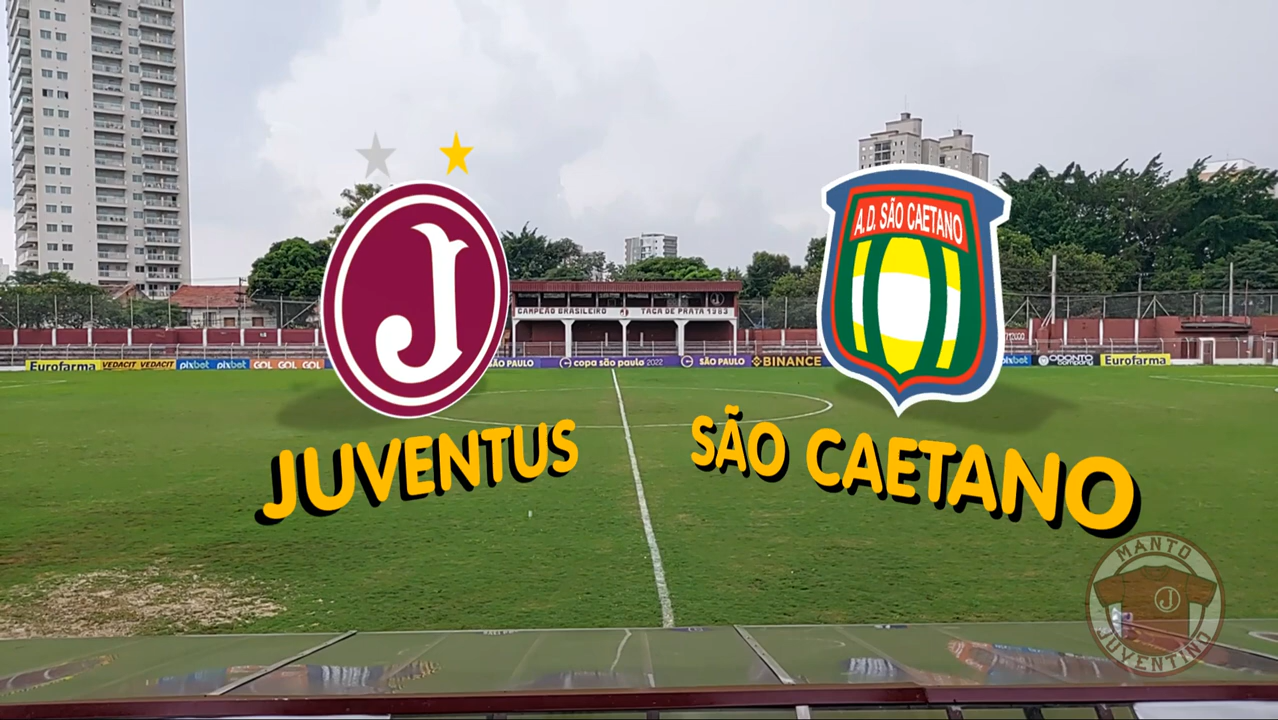 J
A.D. SÃO CAETANO
CAMPEÃO BRASILEIRO TAÇA DE PRATA 1983
Eurofarma VEDACIT VEDACIT pixbet pixbet GOL GOL GOL SÃO PAULO copa são paulo 2022 SÃO PAULO BINANCE pixbet Eurofarma
JUVENTUS
SÃO CAETANO
MANTO
J
JUVENTINO